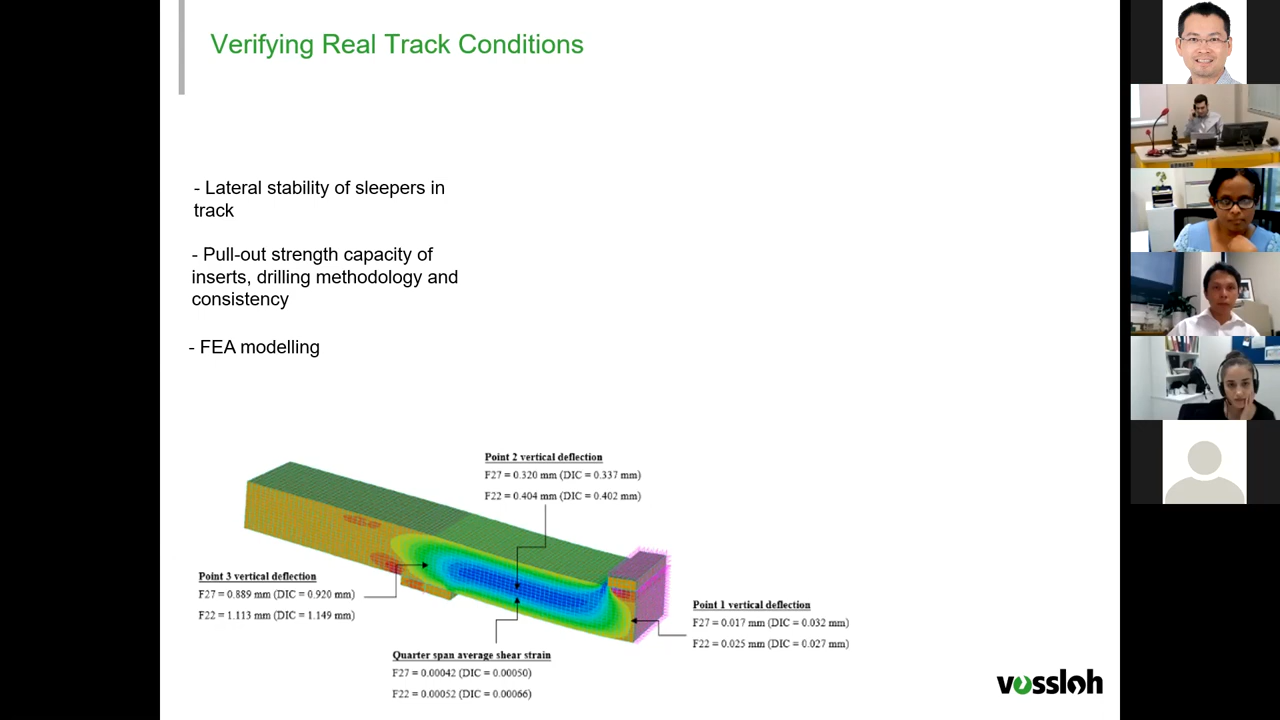 Verifying Real Track Conditions
- Lateral stability of sleepers in
track
- Pull-out strength capacity of
inserts, drilling methodology and
consistency
- FEA modelling
Point 2 vertical deflection
F27 = 0.320 mm (DIC = 0.337 mm)
F22 = 0.404 mm (DIC = 0.402 mm)
Point 3 vertical deflection
F27 = 0.889 mm (DIC = 0.920 mm)
F22 = 1.113 mm (DIC = 1.149 mm)
Point 1 vertical deflection
F27 = 0.017 mm (DIC = 0.032 mm)
F22 = 0.025 mm (DIC = 0.027 mm)
Quarter span average shear strain
F27 = 0.00042 (DIC = 0.00050)
F22 = 0.00052 (DIC = 0.00066)
vossloh